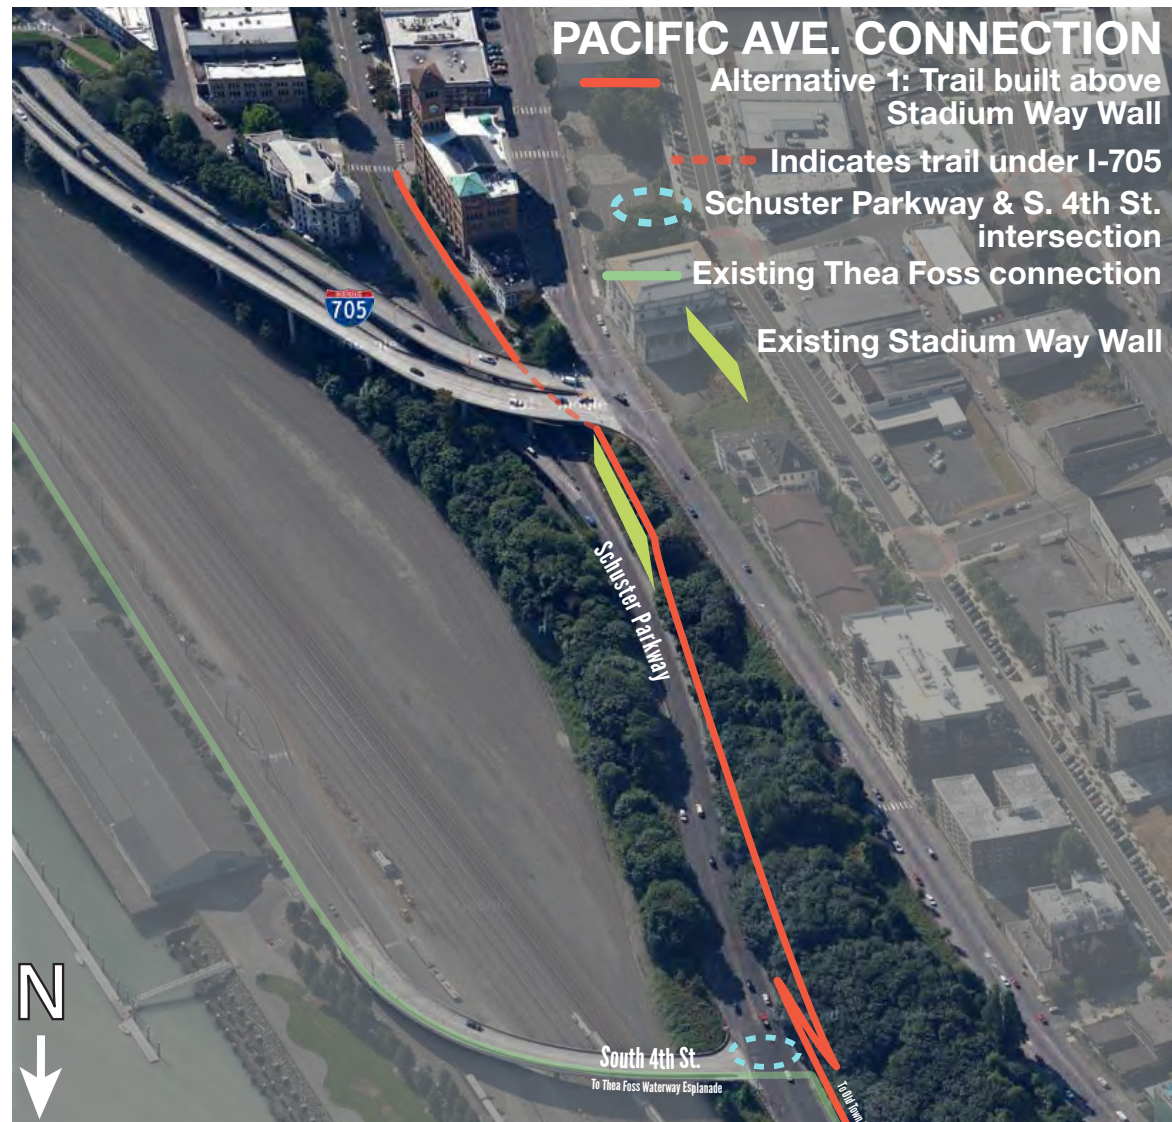 PACIFIC AVE. CONNECTION
Alternative 1: Trail built above
Stadium Way Wall
Indicates trail under I-705
Schuster Parkway & S. 4th St.
intersection
Existing Thea Foss connection
Existing Stadium Way Wall
705
Schuster Parkway
N
South 4th St.
To Thea Foss Waterway Esplanade
To Old Town